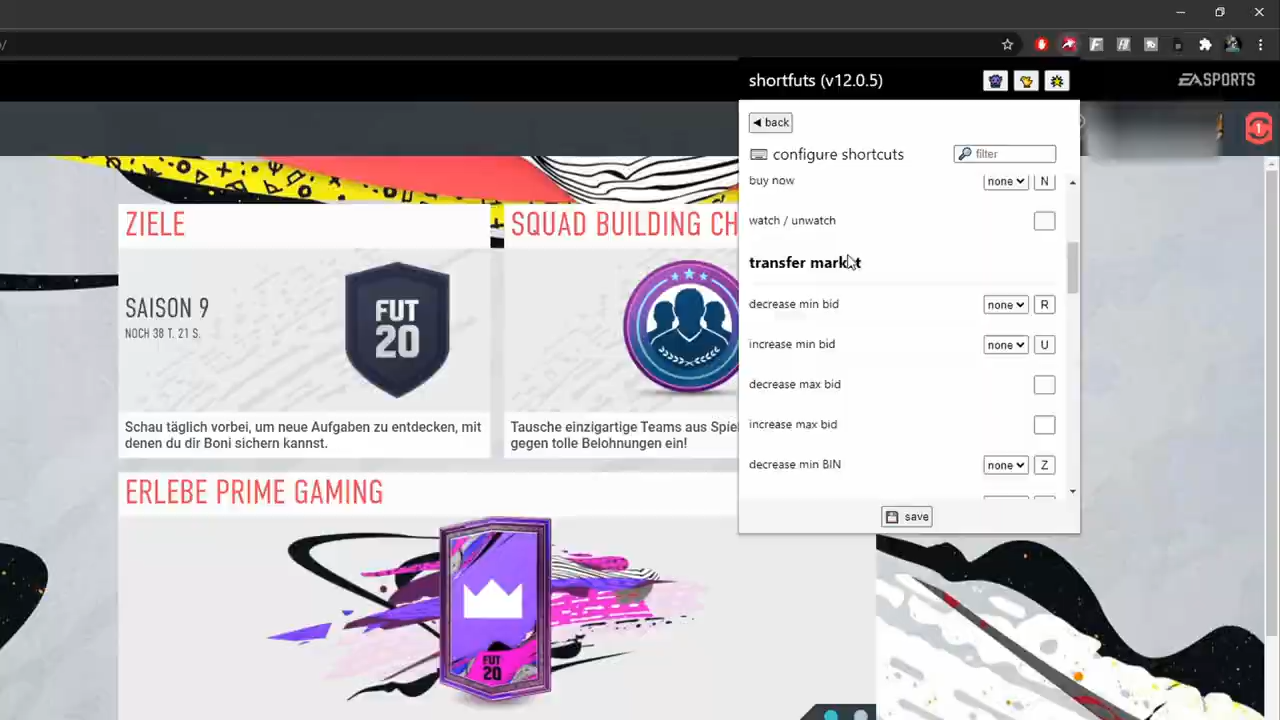 /
shortfuts (v12.0.5)
EA SPORTS
1
◄ back
configure shortcuts
filter
buy now
none
N
watch / unwatch
transfer market
decrease min bid
none
R
increase min bid
none
U
decrease max bid
increase max bid
decrease min BIN
none
Z
save
ZIELE
SAISON 9
NOCH 38 T. 21 S.
FUT
20
Schau täglich vorbei, um neue Aufgaben zu entdecken, mit
denen du dir Boni sichern kannst.
SQUAD BUILDING CH
Tausche einzigartige Teams aus Spie
gegen tolle Belohnungen ein!
ERLEBE PRIME GAMING
FUT
20